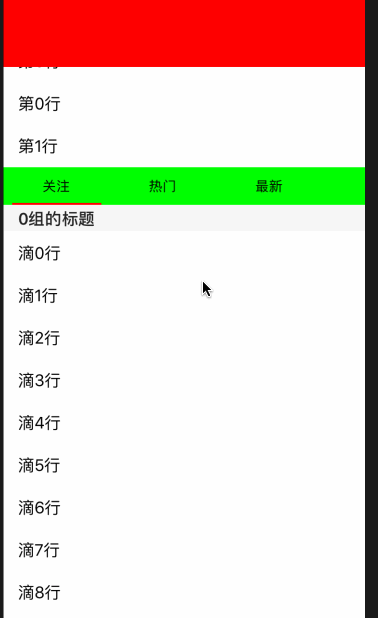 第0行
第1行
关注 热门 最新
0组的标题
滴0行
滴1行
滴2行
滴3行
滴4行
滴5行
滴6行
滴7行
滴8行